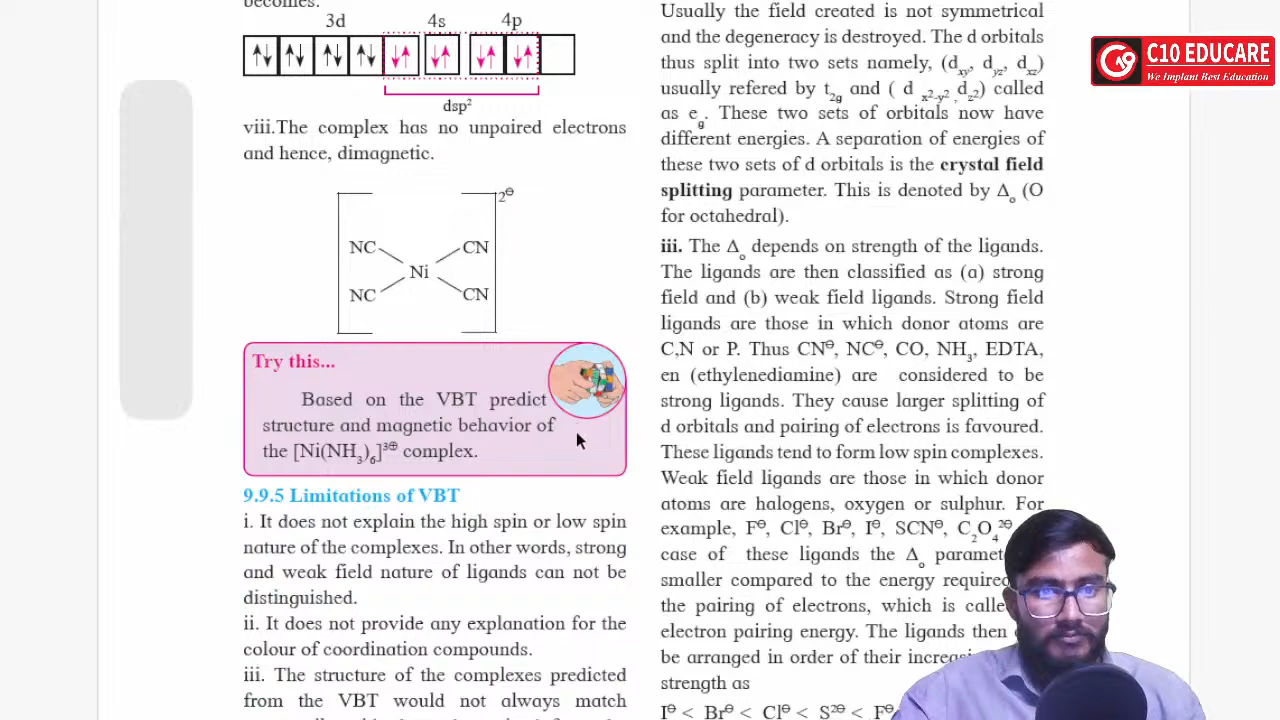 becomes.
3d 4s 4p
dsp²
viii.The complex has no unpaired electrons
and hence, dimagnetic.
2⊖
NC CN
Ni
NC CN
Try this...
Based on the VBT predict
structure and magnetic behavior of
the [Ni(NH₃)₆]³⊕ complex.
9.9.5 Limitations of VBT
i. It does not explain the high spin or low spin
nature of the complexes. In other words, strong
and weak field nature of ligands can not be
distinguished.
ii. It does not provide any explanation for the
colour of coordination compounds.
iii. The structure of the complexes predicted
from the VBT would not always match
Usually the field created is not symmetrical
and the degeneracy is destroyed. The d orbitals
thus split into two sets namely, (dxy, dyz, dxz)
usually refered by t2g and ( d x²-y² , dz²) called
as eg. These two sets of orbitals now have
different energies. A separation of energies of
these two sets of d orbitals is the crystal field
splitting parameter. This is denoted by Δₒ (O
for octahedral).
iii. The Δₒ depends on strength of the ligands.
The ligands are then classified as (a) strong
field and (b) weak field ligands. Strong field
ligands are those in which donor atoms are
C,N or P. Thus CN⊖, NC⊖, CO, NH₃, EDTA,
en (ethylenediamine) are considered to be
strong ligands. They cause larger splitting of
d orbitals and pairing of electrons is favoured.
These ligands tend to form low spin complexes.
Weak field ligands are those in which donor
atoms are halogens, oxygen or sulphur. For
example, F⊖, Cl⊖, Br⊖, I⊖, SCN⊖, C₂O₄²⊖
case of these ligands the Δₒ
smaller compared to the energy
the pairing of electrons, which is
electron pairing energy. The ligands then
be arranged in order of their
strength as
I⊖ < Br⊖ < Cl⊖ < S²⊖ < F⊖
C10 EDUCARE
We Implant Best Education